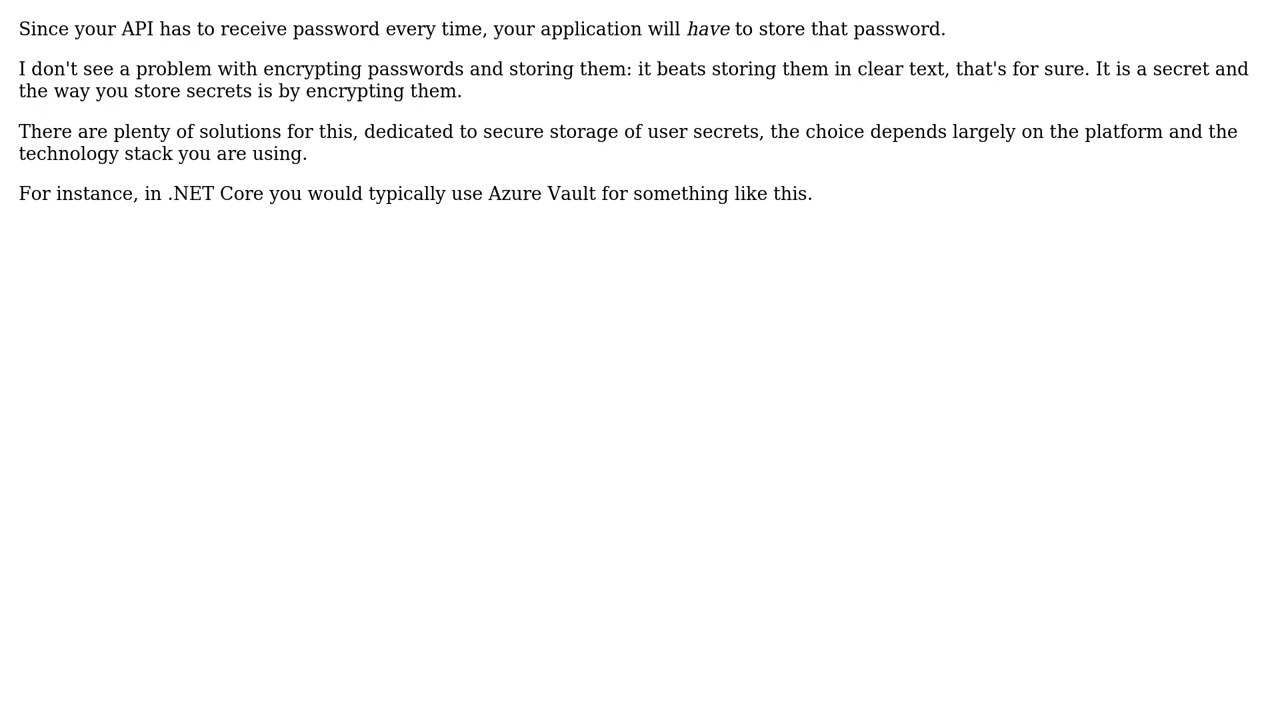 Since your API has to receive password every time, your application will have to store that password.
I don't see a problem with encrypting passwords and storing them: it beats storing them in clear text, that's for sure. It is a secret and
the way you store secrets is by encrypting them.
There are plenty of solutions for this, dedicated to secure storage of user secrets, the choice depends largely on the platform and the
technology stack you are using.
For instance, in .NET Core you would typically use Azure Vault for something like this.